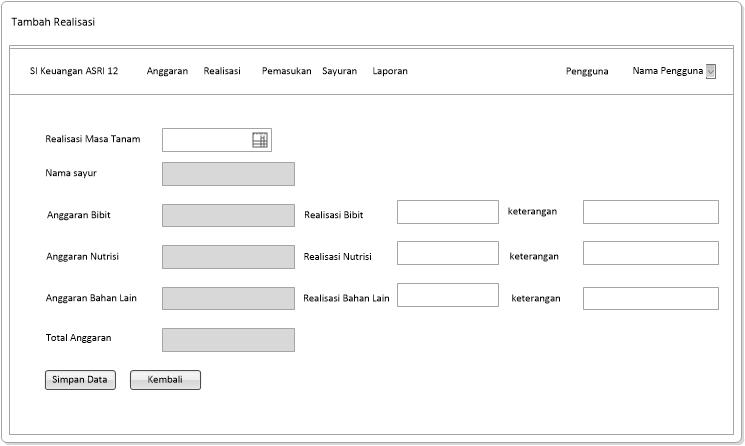 Tambah Realisasi
SI Keuangan ASRI 12 Anggaran Realisasi Pemasukan Sayuran Laporan Pengguna Nama Pengguna
Realisasi Masa Tanam
Nama sayur
Anggaran Bibit Realisasi Bibit keterangan
Anggaran Nutrisi Realisasi Nutrisi keterangan
Anggaran Bahan Lain Realisasi Bahan Lain keterangan
Total Anggaran
Simpan Data Kembali